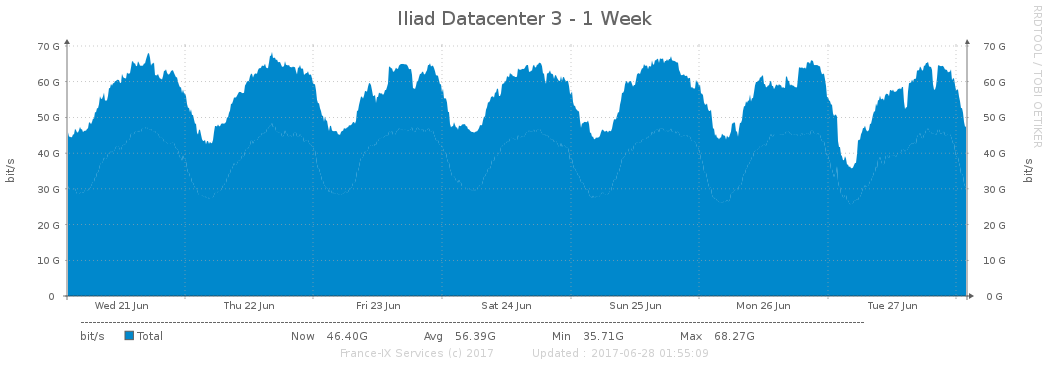 Iliad Datacenter 3 - 1 Week
RRDTOOL / TOBI OETIKER
70 G 70 G
60 G 60 G
50 G 50 G
40 G 40 G
30 G 30 G
20 G 20 G
10 G 10 G
0 0 G
bit/s bit/s
Wed 21 Jun Thu 22 Jun Fri 23 Jun Sat 24 Jun Sun 25 Jun Mon 26 Jun Tue 27 Jun
bit/s Total Now 46.40G Avg 56.39G Min 35.71G Max 68.27G
France-IX Services (c) 2017 Updated : 2017-06-28 01:55:09